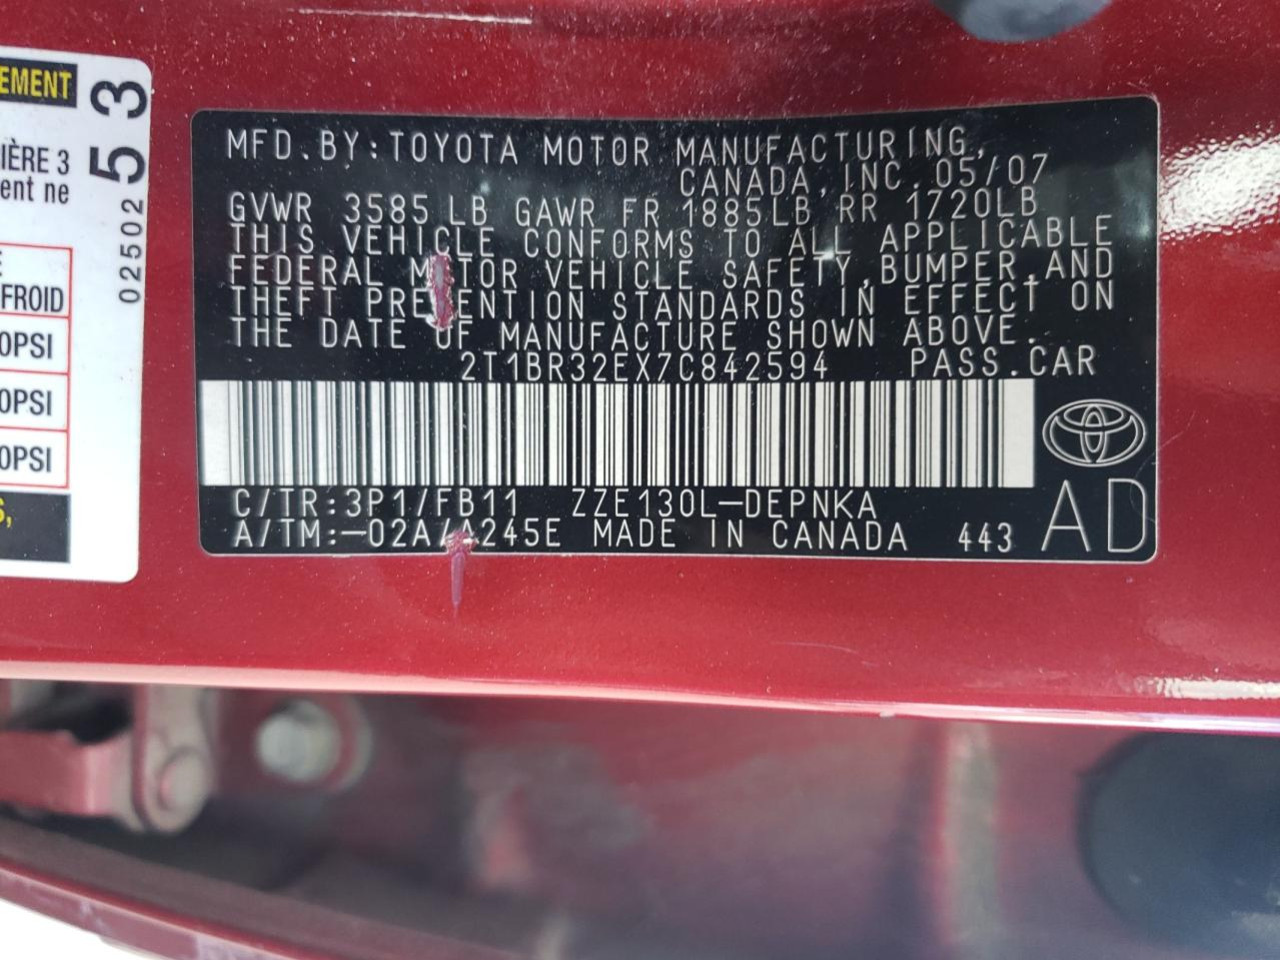 EMENT
IÈRE 3
ent ne
FROID
0PSI
0PSI
0PSI
02502 53
MFD.BY:TOYOTA MOTOR MANUFACTURING,
CANADA,INC. 05/07
GVWR 3585 LB GAWR FR 1885LB RR 1720LB
THIS VEHICLE CONFORMS TO ALL APPLICABLE
FEDERAL MOTOR VEHICLE SAFETY,BUMPER,AND
THEFT PREVENTION STANDARDS IN EFFECT ON
THE DATE OF MANUFACTURE SHOWN ABOVE.
2T1BR32EX7C842594 PASS.CAR
C/TR:3P1/FB11 ZZE130L-DEPNKA
A/TM:-02A/A245E MADE IN CANADA 443 AD